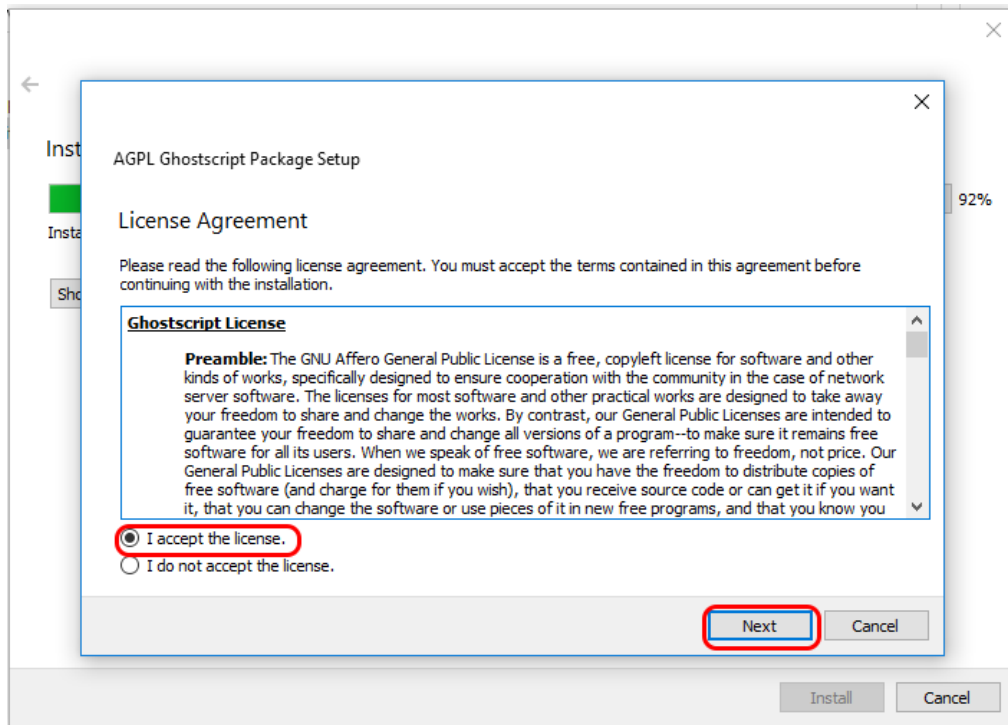 Inst
AGPL Ghostscript Package Setup
License Agreement
92%
Insta
Please read the following license agreement. You must accept the terms contained in this agreement before
continuing with the installation.
Sho
Ghostscript License
Preamble: The GNU Affero General Public License is a free, copyleft license for software and other
kinds of works, specifically designed to ensure cooperation with the community in the case of network
server software. The licenses for most software and other practical works are designed to take away
your freedom to share and change the works. By contrast, our General Public Licenses are intended to
guarantee your freedom to share and change all versions of a program--to make sure it remains free
software for all its users. When we speak of free software, we are referring to freedom, not price. Our
General Public Licenses are designed to make sure that you have the freedom to distribute copies of
free software (and charge for them if you wish), that you receive source code or can get it if you want
it, that you can change the software or use pieces of it in new free programs, and that you know you
I accept the license.
I do not accept the license.
Next
Cancel
Install
Cancel